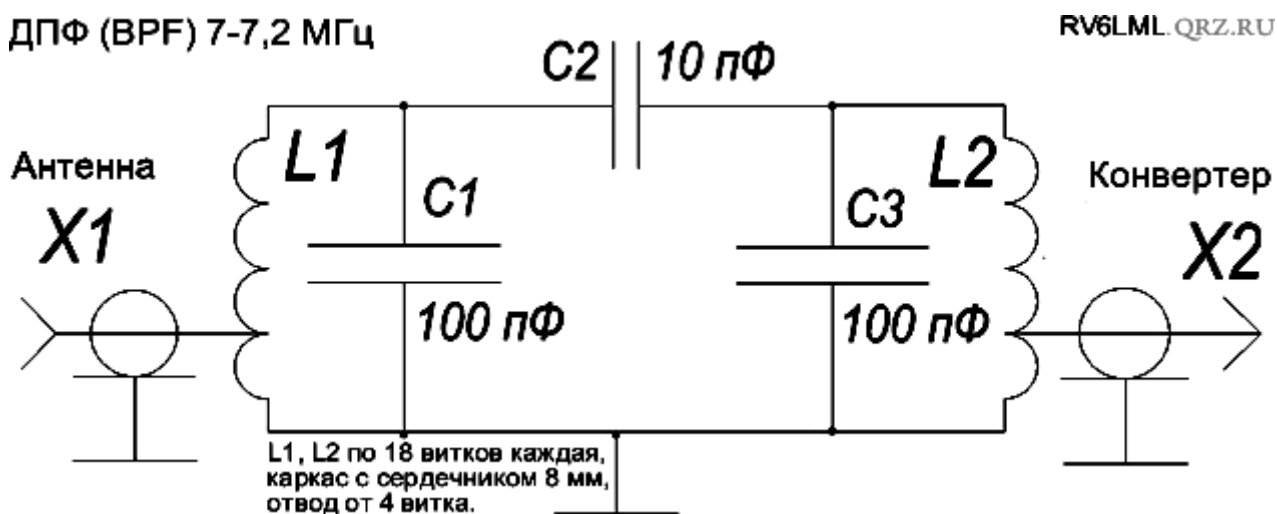 ДПФ (BPF) 7-7,2 МГц
RV6LML.QRZ.RU
C2 10 пФ
L1
L2
Антенна
Конвертер
C1
C3
X1
X2
100 пФ
100 пФ
L1, L2 по 18 витков каждая,
каркас с сердечником 8 мм,
отвод от 4 витка.